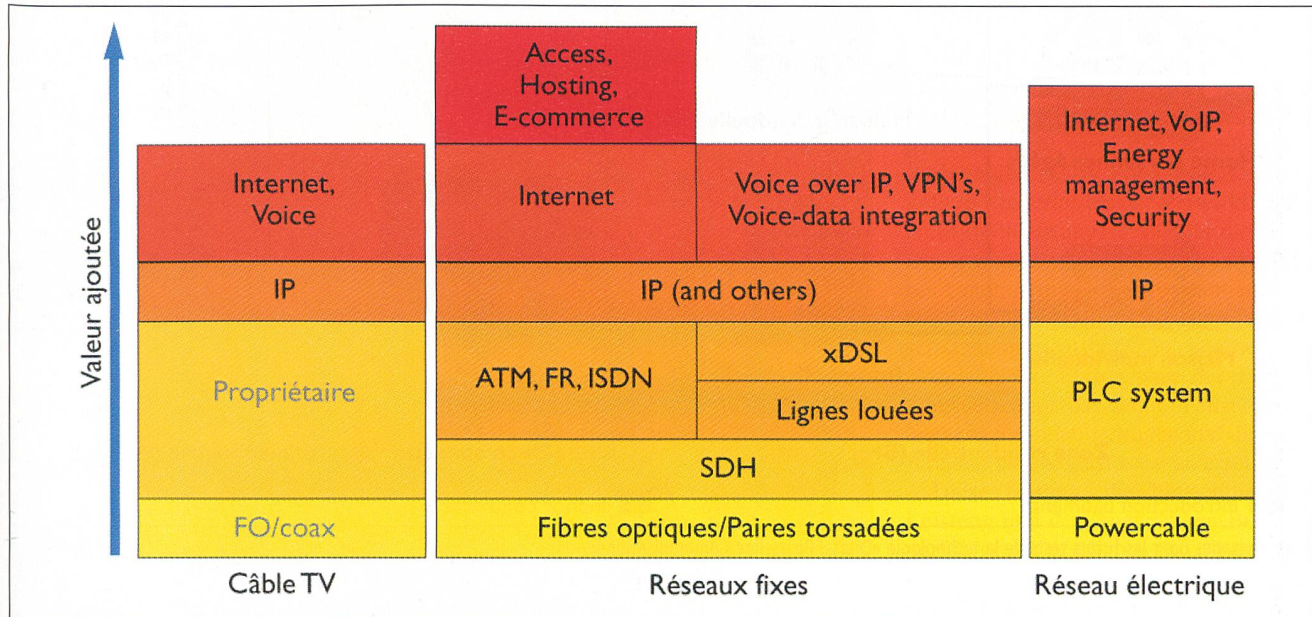 Valeur ajoutée
Internet,
Voice
IP
Propriétaire
FO/coax
Câble TV
Access,
Hosting,
E-commerce
Internet
Voice over IP, VPN's,
Voice-data integration
IP (and others)
ATM, FR, ISDN
xDSL
Lignes louées
SDH
Fibres optiques/Paires torsadées
Réseaux fixes
Internet, VoIP,
Energy
management,
Security
IP
PLC system
Powercable
Réseau électrique